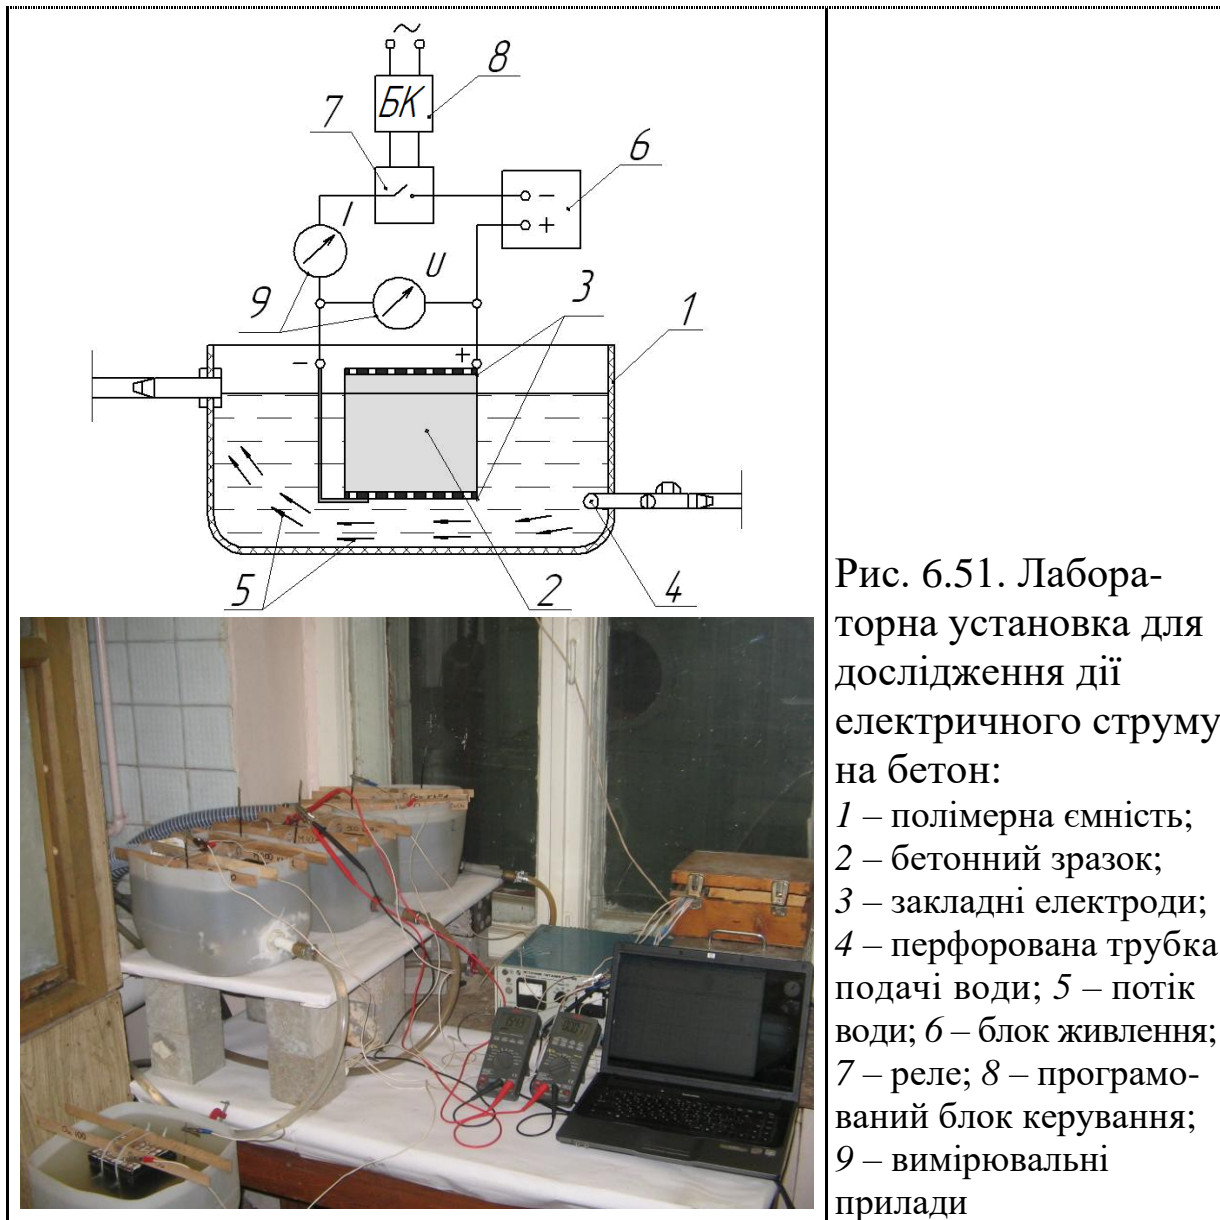 ~
8
БК
7
6
−
+
I
U
9
3
1
−
+
5
2
4
Рис. 6.51. Лабора-
торна установка для
дослідження дії
електричного струму
на бетон:
1 – полімерна ємність;
2 – бетонний зразок;
3 – закладні електроди;
4 – перфорована трубка
подачі води; 5 – потік
води; 6 – блок живлення;
7 – реле; 8 – програмо-
ваний блок керування;
9 – вимірювальні
прилади